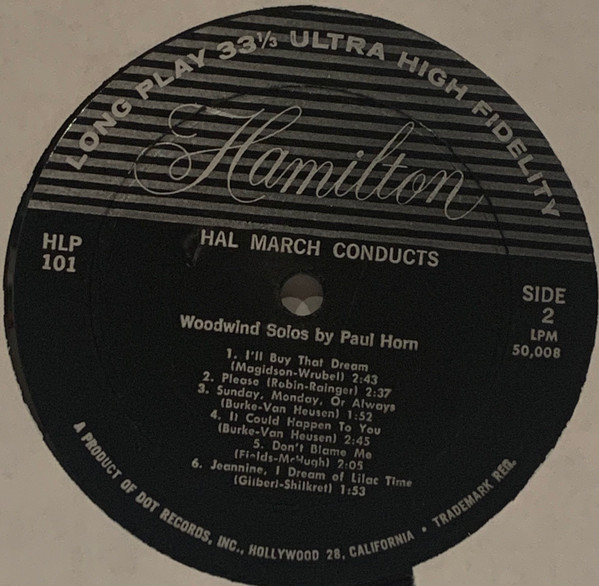 LONG PLAY 33⅓ ULTRA HIGH FIDELITY
Hamilton
HAL MARCH CONDUCTS
HLP
101
SIDE
2
LPM
50,008
Woodwind Solos by Paul Horn
1. I'll Buy That Dream
(Magidson-Wrubel) 2:43
2. Please (Robin-Rainger) 2:37
3. Sunday, Monday, Or Always
(Burke-Van Heusen) 1:52
4. It Could Happen To You
(Burke-Van Heusen) 2:45
5. Don't Blame Me
(Fields-McHugh) 2:05
6. Jeannine, I Dream of Lilac Time
(Gilbert-Shilkret) 1:53
A PRODUCT OF DOT RECORDS, INC., HOLLYWOOD 28, CALIFORNIA • TRADEMARK REG.